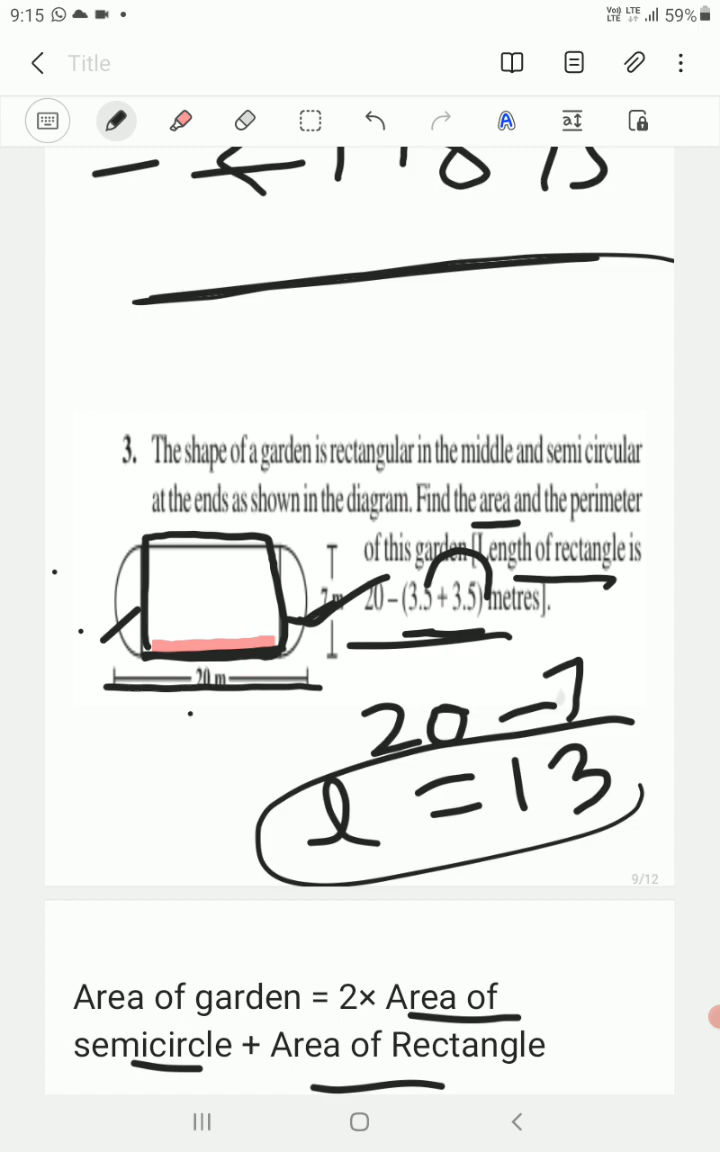 9:15
Vo)) LTE
LTE
59%
Title
3. The shape of a garden is rectangular in the middle and semi circular
at the ends as shown in the diagram. Find the area and the perimeter
of this garden [Length of rectangle is
7 m
20 – (3.5 + 3.5) metres].
20 m
20 – 7
l = 13
9/12
Area of garden = 2× Area of
semicircle + Area of Rectangle